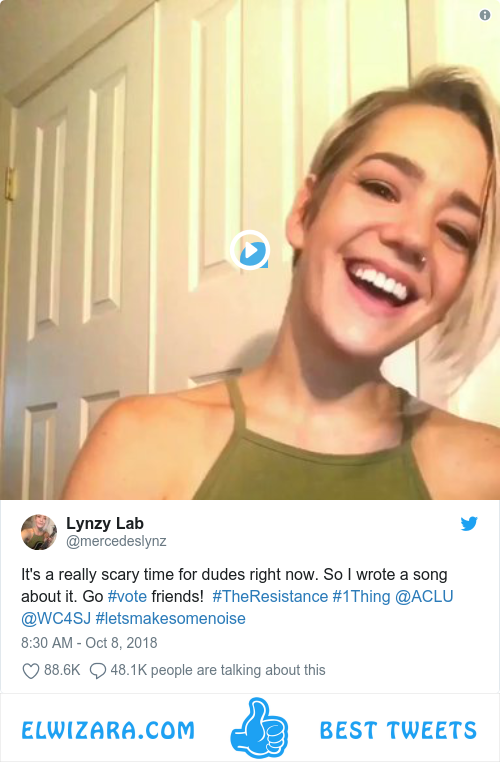 Lynzy Lab
@mercedeslynz
It's a really scary time for dudes right now. So I wrote a song
about it. Go #vote friends!  #TheResistance #1Thing @ACLU
@WC4SJ #letsmakesomenoise
8:30 AM - Oct 8, 2018
88.6K 48.1K people are talking about this
ELWIZARA.COM BEST TWEETS